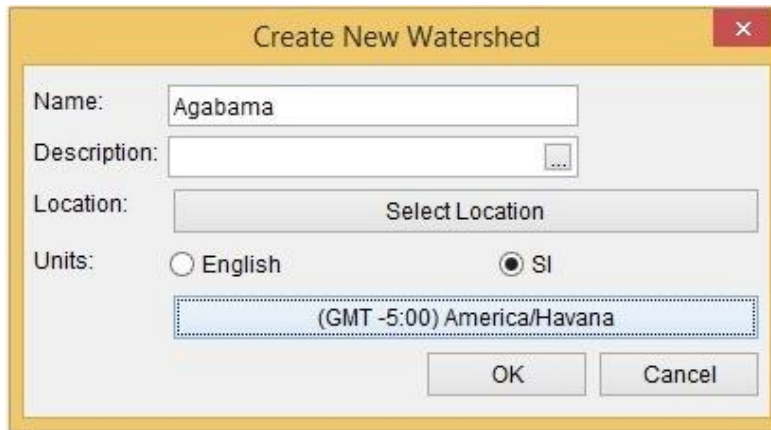 Create New Watershed
Name: Agabama
Description: ...
Location: Select Location
Units: English SI
(GMT -5:00) America/Havana
OK Cancel